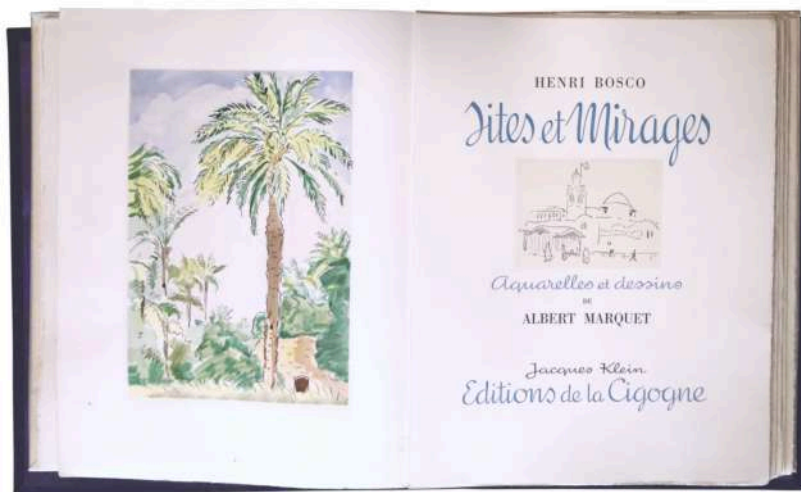 HENRI BOSCO
Sites et Mirages
Aquarelles et dessins
DE
ALBERT MARQUET
Jacques Klein
Editions de la Cigogne